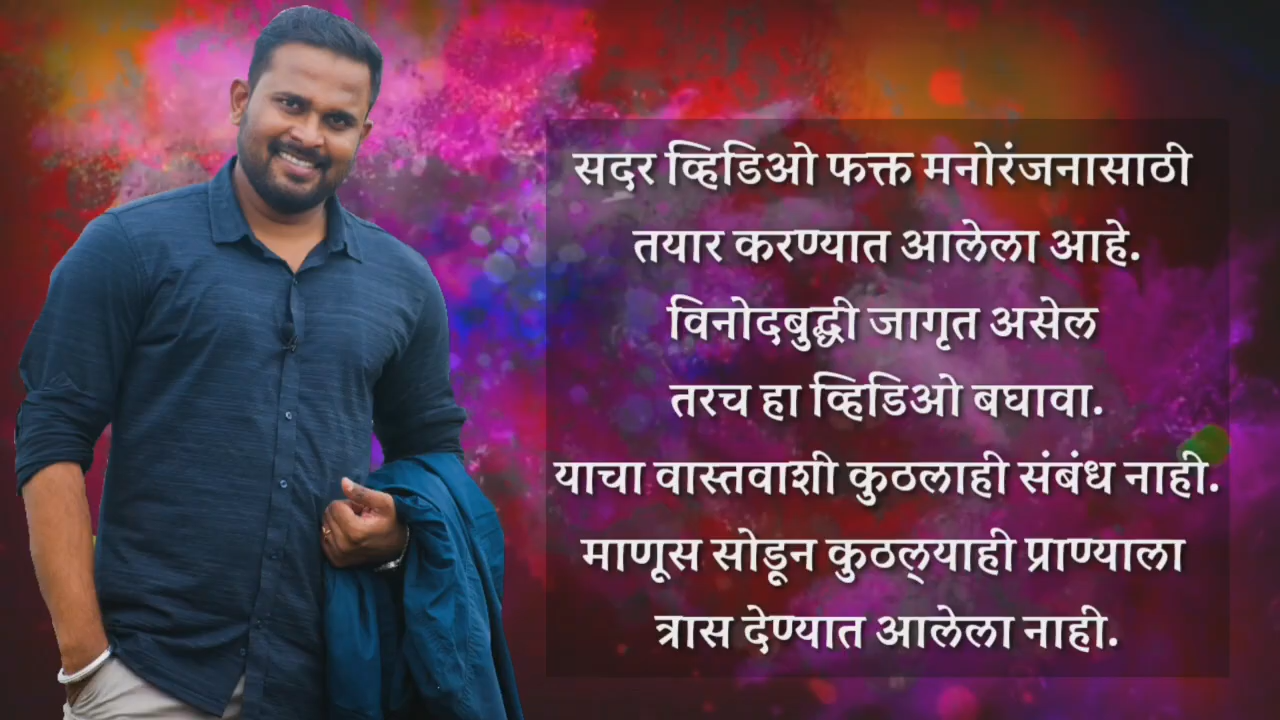 सदर व्हिडिओ फक्त मनोरंजनासाठी
तयार करण्यात आलेला आहे.
विनोदबुद्धी जागृत असेल
तरच हा व्हिडिओ बघावा.
याचा वास्तवाशी कुठलाही संबंध नाही.
माणूस सोडून कुठल्‌याही प्राण्याला
त्रास देण्यात आलेला नाही.